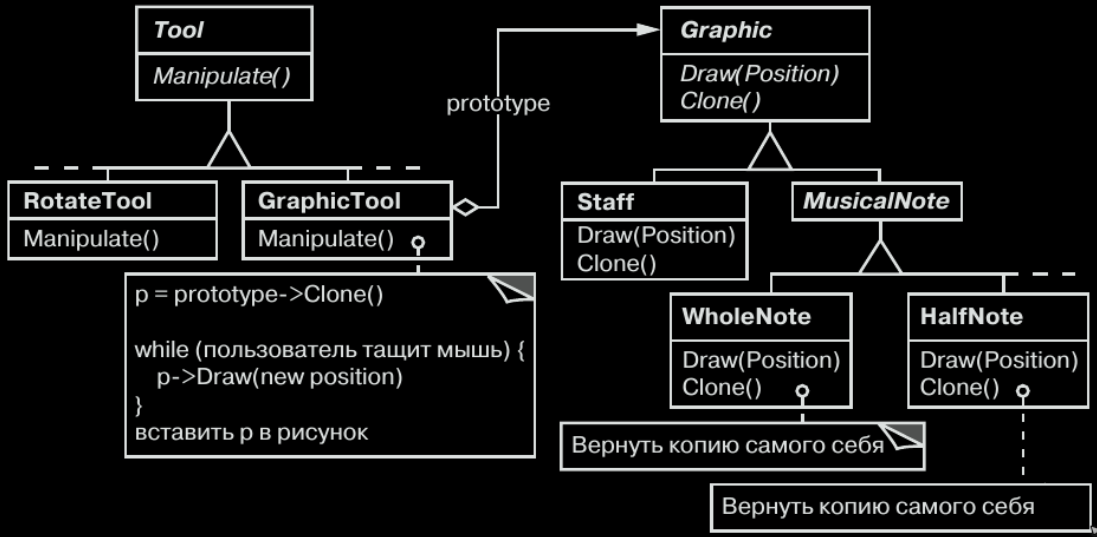 Tool
Manipulate()
prototype
Graphic
Draw(Position)
Clone()
RotateTool
Manipulate()
GraphicTool
Manipulate()
Staff
Draw(Position)
Clone()
MusicalNote
p = prototype->Clone()
while (пользователь тащит мышь) {
p->Draw(new position)
}
вставить p в рисунок
WholeNote
Draw(Position)
Clone()
HalfNote
Draw(Position)
Clone()
Вернуть копию самого себя
Вернуть копию самого себя